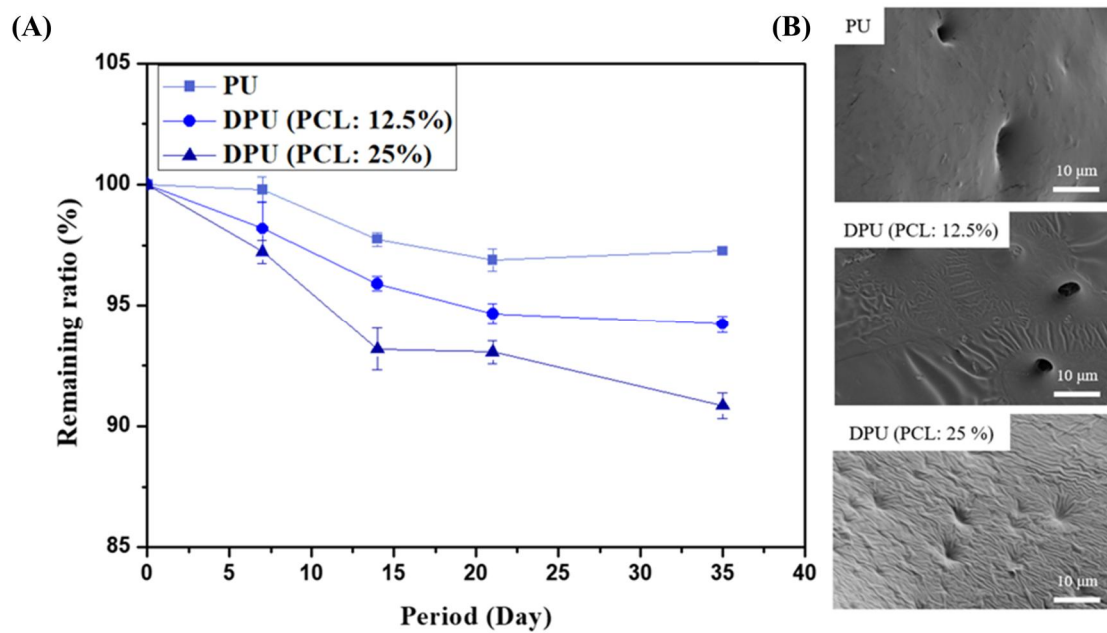 (A)
Remaining ratio (%)
105
100
95
90
85
PU
DPU (PCL: 12.5%)
DPU (PCL: 25%)
0
5
10
15
20
25
30
35
40
Period (Day)
(B)
PU
10 μm
DPU (PCL: 12.5%)
10 μm
DPU (PCL: 25 %)
10 μm